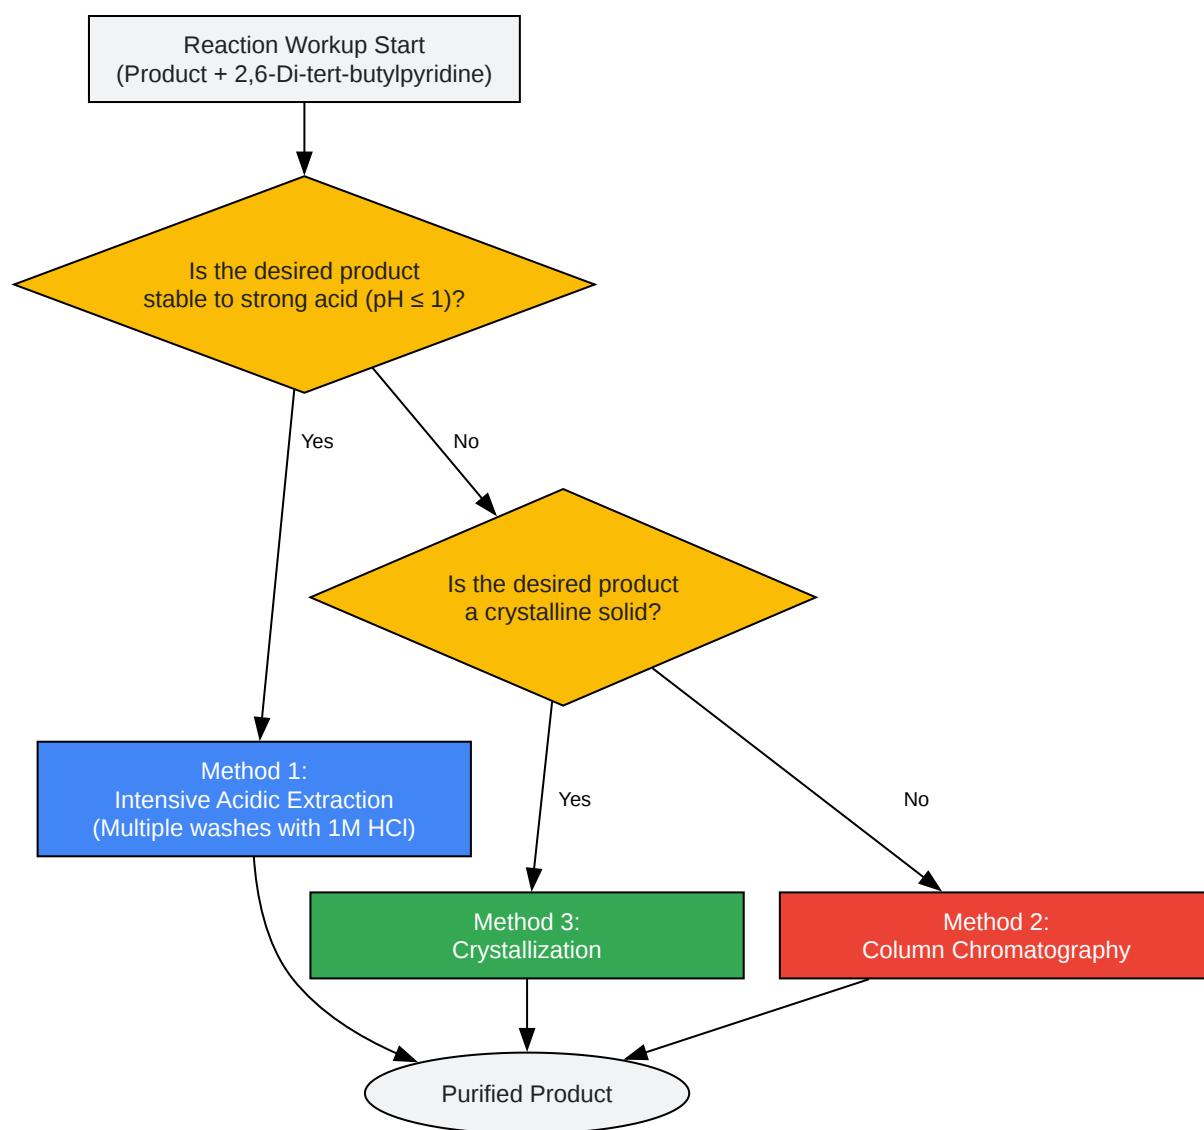 Reaction Workup Start
(Product + 2,6-Di-tert-butylpyridine)
Is the desired product
stable to strong acid (pH ≤ 1)?
Yes
No
Is the desired product
a crystalline solid?
Method 1:
Intensive Acidic Extraction
(Multiple washes with 1M HCl)
Yes
No
Method 3:
Crystallization
Method 2:
Column Chromatography
Purified Product